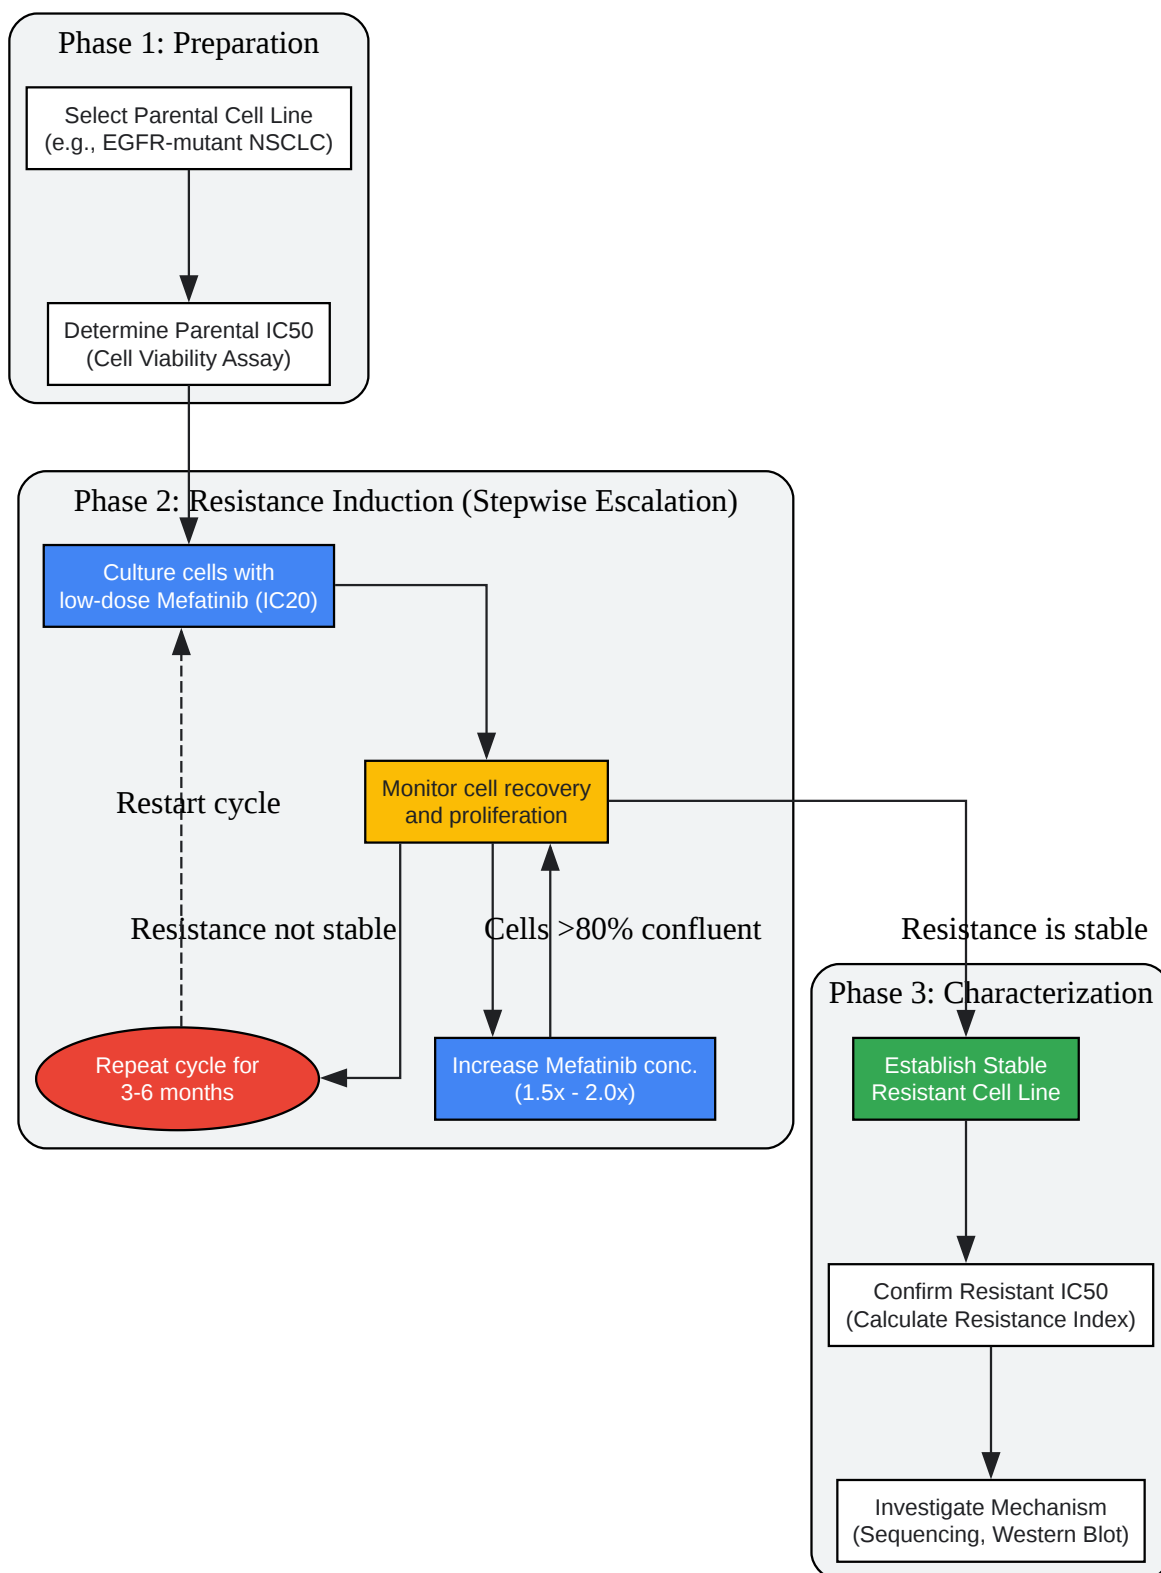 Phase 1: Preparation
Select Parental Cell Line
(e.g., EGFR-mutant NSCLC)
Determine Parental IC50
(Cell Viability Assay)
Phase 2: Resistance Induction (Stepwise Escalation)
Culture cells with
low-dose Mefatinib (IC20)
Monitor cell recovery
and proliferation
Restart cycle
Resistance not stable
Cells >80% confluent
Resistance is stable
Repeat cycle for
3-6 months
Increase Mefatinib conc.
(1.5x - 2.0x)
Phase 3: Characterization
Establish Stable
Resistant Cell Line
Confirm Resistant IC50
(Calculate Resistance Index)
Investigate Mechanism
(Sequencing, Western Blot)